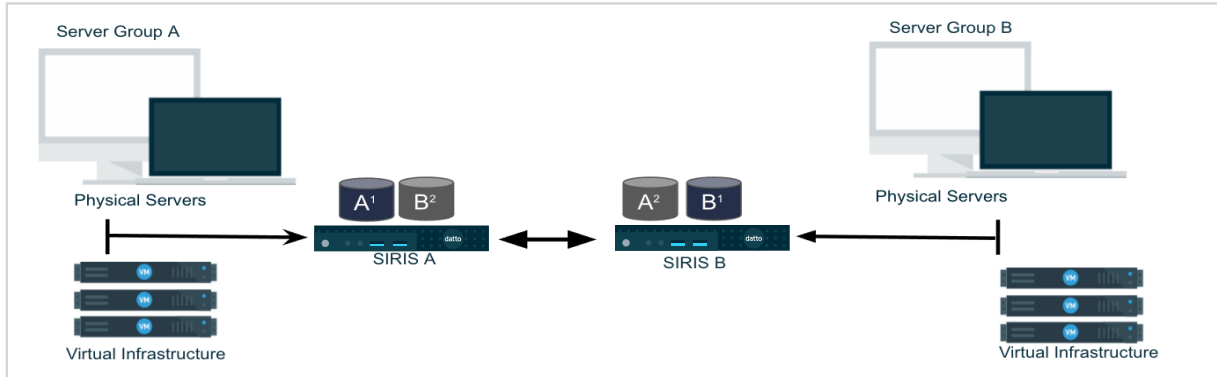 Server Group A
Server Group B
Physical Servers
Physical Servers
A¹
B²
A²
B¹
datto
datto
SIRIS A
SIRIS B
VM
VM
VM
VM
VM
VM
Virtual Infrastructure
Virtual Infrastructure